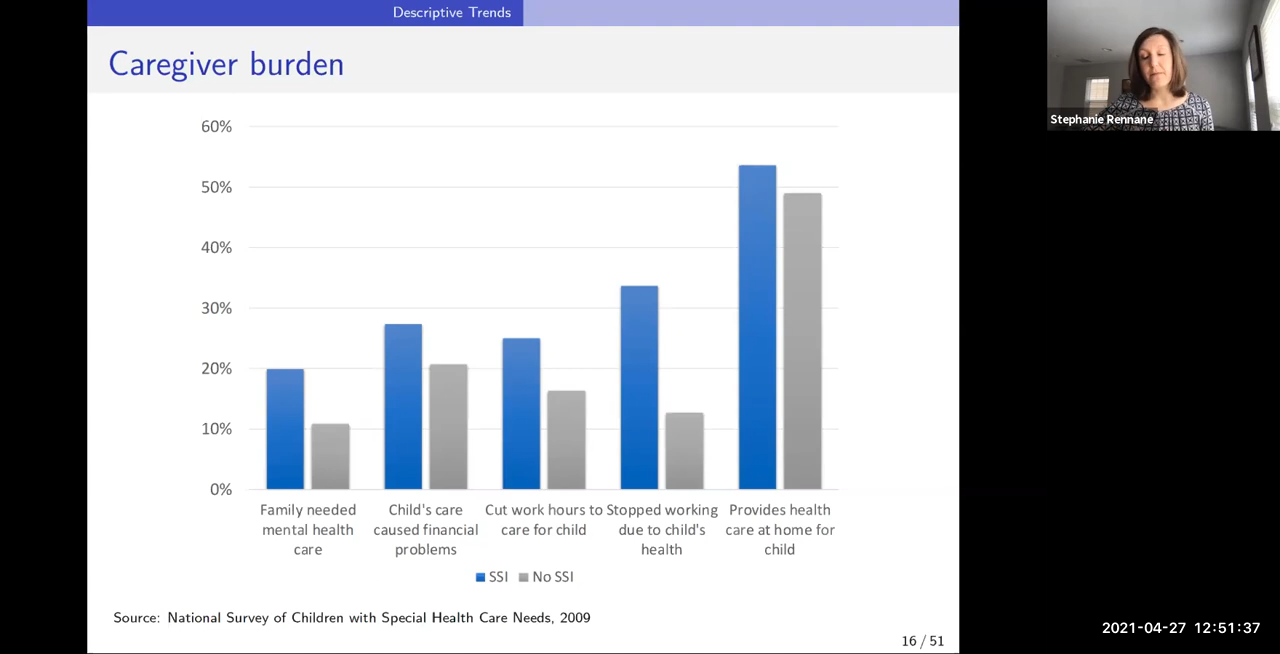 Descriptive Trends
Caregiver burden
Stephanie Rennane
60%
50%
40%
30%
20%
10%
0%
Family needed
mental health
care
Child's care
caused financial
problems
Cut work hours to
care for child
Stopped working
due to child's
health
Provides health
care at home for
child
SSI
No SSI
Source: National Survey of Children with Special Health Care Needs, 2009
16 / 51
2021-04-27 12:51:37